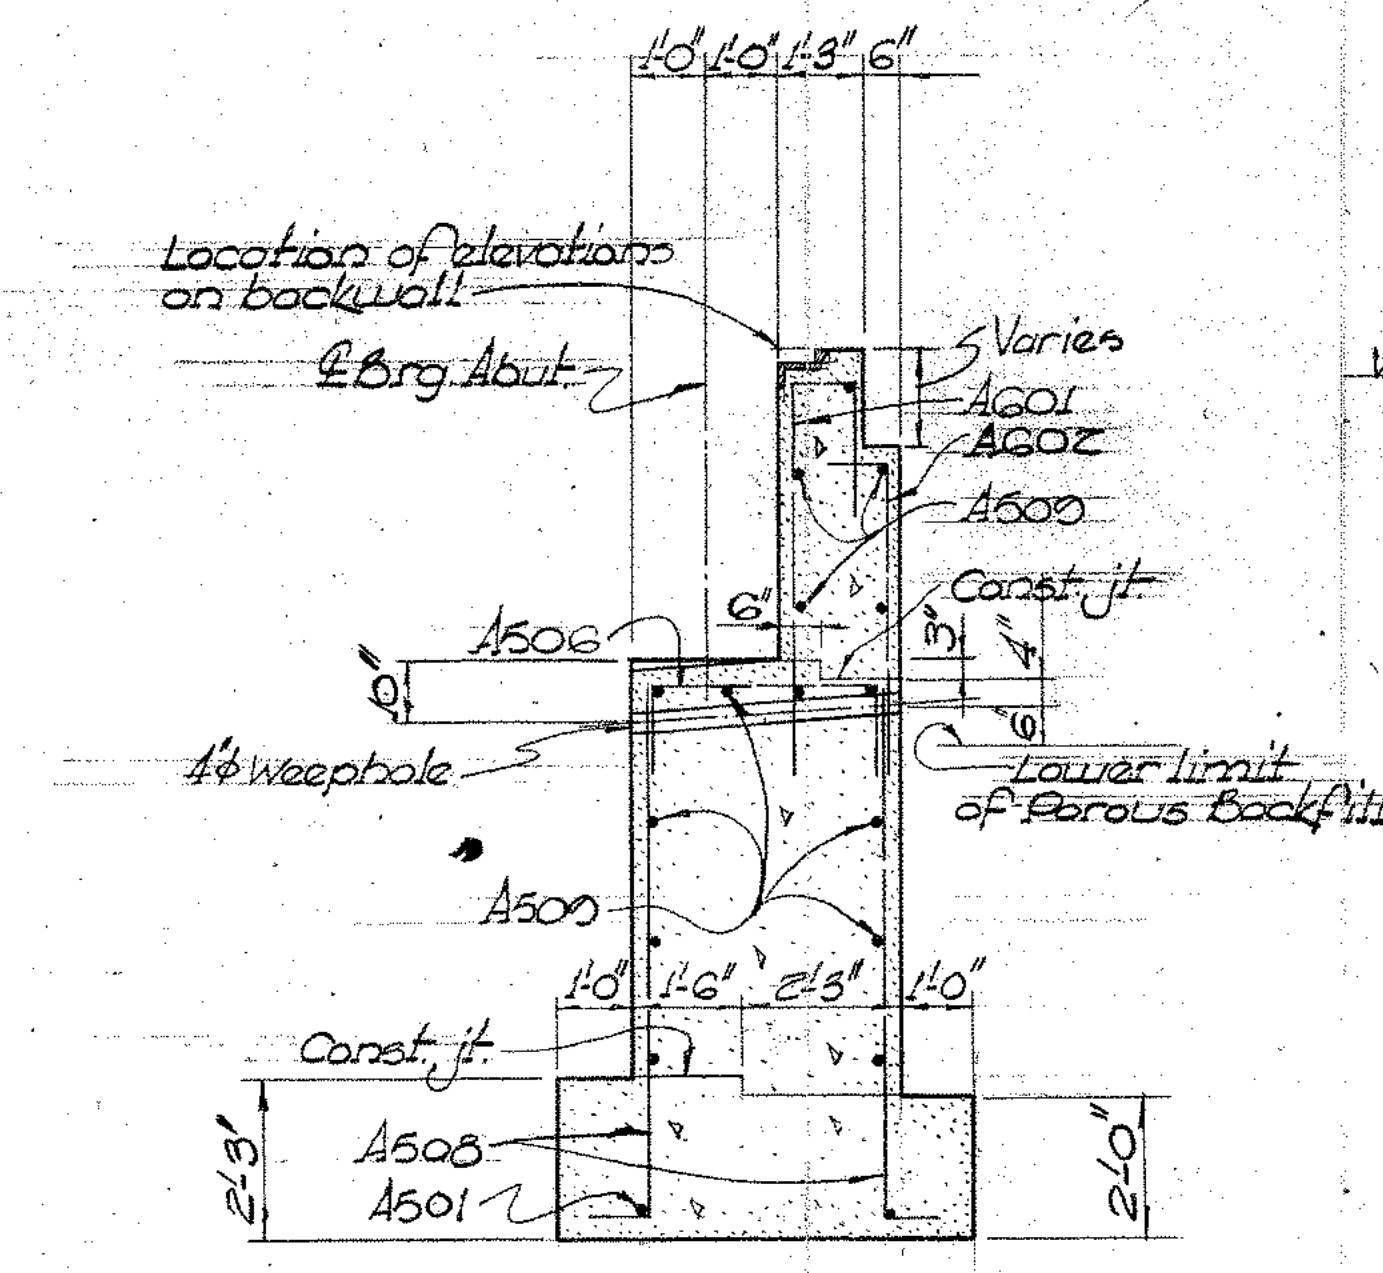 1'-0" 1'-0" 1'-3" 6"
Location of elevations
on backwall
Varies
℄ Brg. Abut.
A601
A602
A509
Const. jt.
6"
3"
4"
A506
10"
6"
4"φ Weephole
Lower limit
of Porous Backfill
A509
1'-0" 1'-6" 2'-3" 1'-0"
Const. jt.
2'-3"
A508
2'-0"
A501